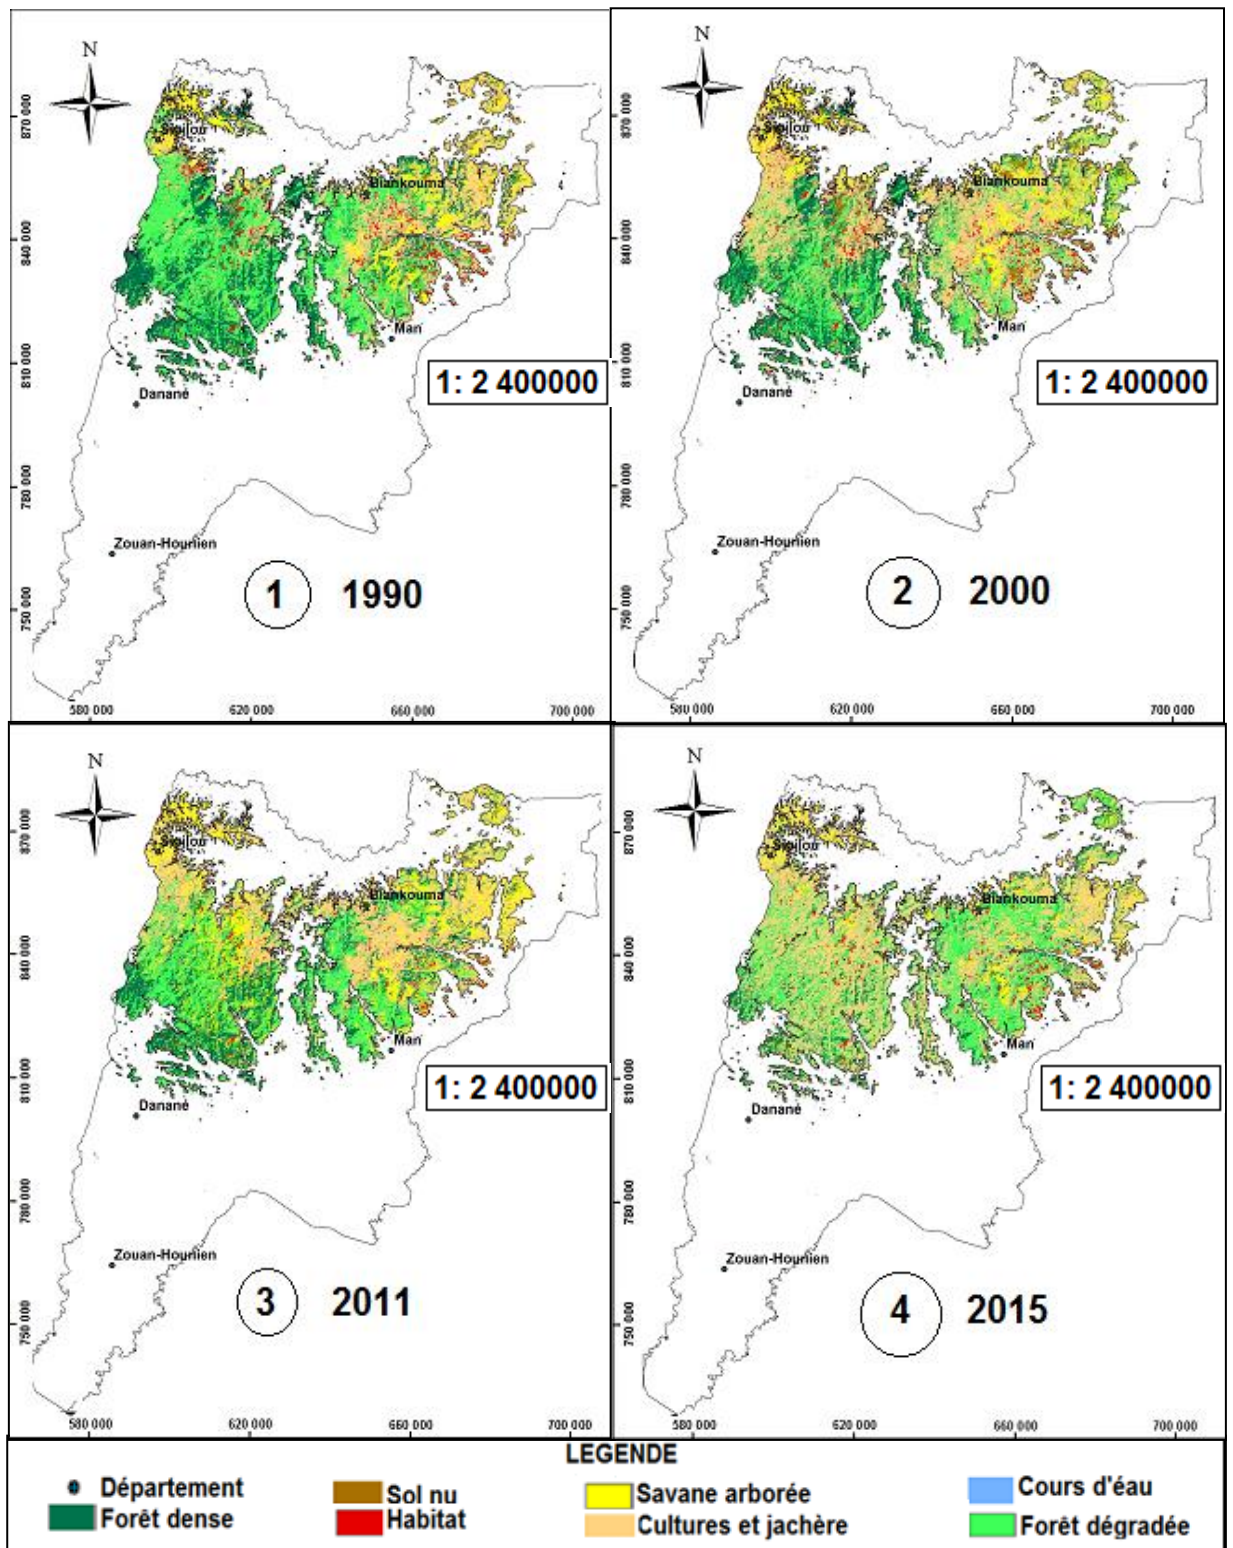 N
870 000
840 000
810 000
780 000
750 000
Sipilou
Biankouma
Man
Danané
Zouan-Hounien
1: 2 400000
1 1990
580 000 620 000 660 000 700 000
N
870 000
840 000
810 000
780 000
750 000
Sipilou
Biankouma
Man
Danané
Zouan-Hounien
1: 2 400000
2 2000
580 000 620 000 660 000 700 000
N
870 000
840 000
810 000
780 000
750 000
Sipilou
Biankouma
Man
Danané
Zouan-Hounien
1: 2 400000
3 2011
580 000 620 000 660 000 700 000
N
870 000
840 000
810 000
780 000
750 000
Sipilou
Biankouma
Man
Danané
Zouan-Hounien
1: 2 400000
4 2015
580 000 620 000 660 000 700 000
LEGENDE
Département
Forêt dense
Sol nu
Habitat
Savane arborée
Cultures et jachère
Cours d'éau
Forêt dégradée